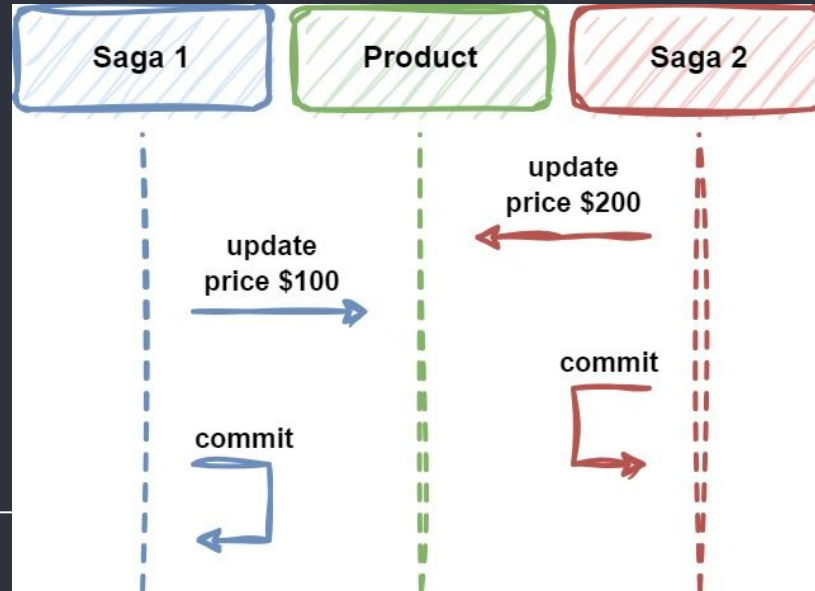 Saga 1
Product
Saga 2
update
price $200
update
price $100
commit
commit